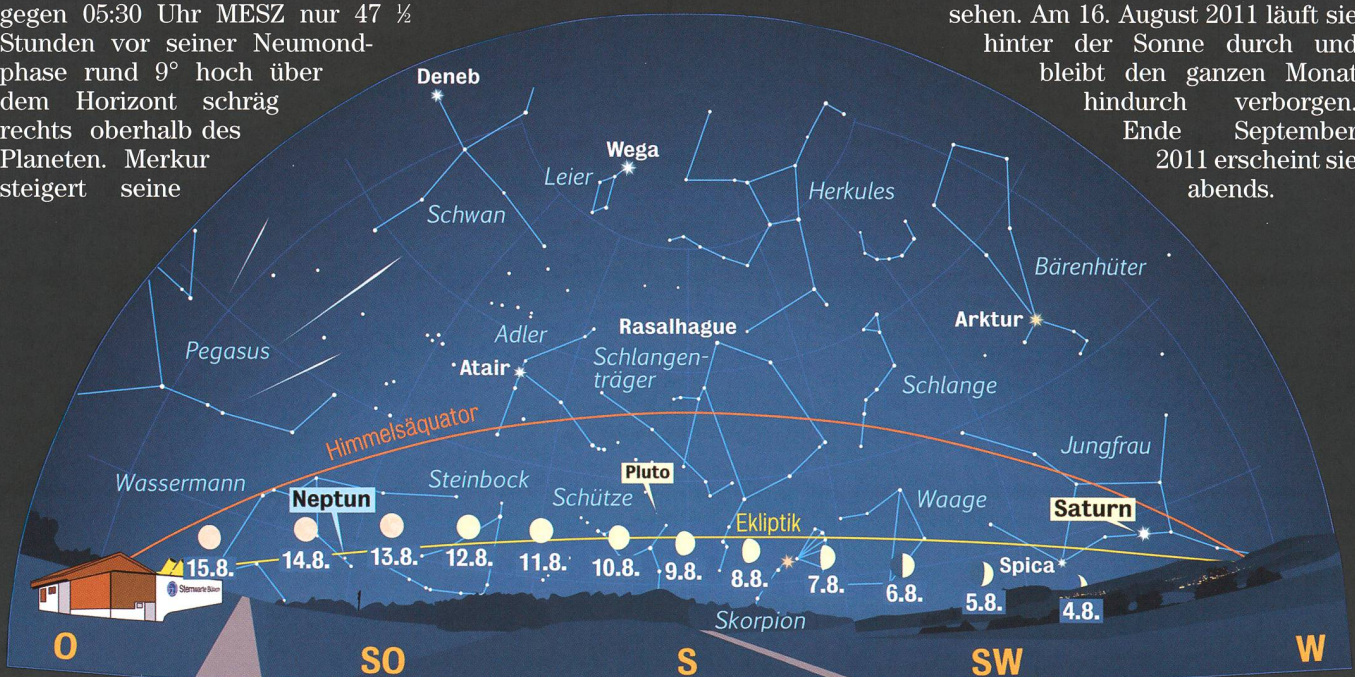 gegen 05:30 Uhr MESZ nur 47 ½
Stunden vor seiner Neumond-
phase rund 9° hoch über
dem Horizont schräg
rechts oberhalb des
Planeten. Merkur
steigert seine
sehen. Am 16. August 2011 läuft sie
hinter der Sonne durch und
bleibt den ganzen Monat
hindurch verborgen.
Ende September
2011 erscheint sie
abends.
Deneb
Wega
Leier
Schwan
Herkules
Bärenhüter
Arktur
Rasalhague
Adler
Pegasus
Schlangen-
träger
Atair
Schlange
Himmelsäquator
Jungfrau
Pluto
Wassermann
Steinbock
Neptun
Schütze
Waage
Saturn
Ekliptik
15.8.
14.8.
13.8.
12.8.
11.8.
10.8.
9.8.
8.8.
7.8.
6.8.
5.8.
4.8.
Spica
Sternwarte Bülach
Skorpion
O
SO
S
SW
W